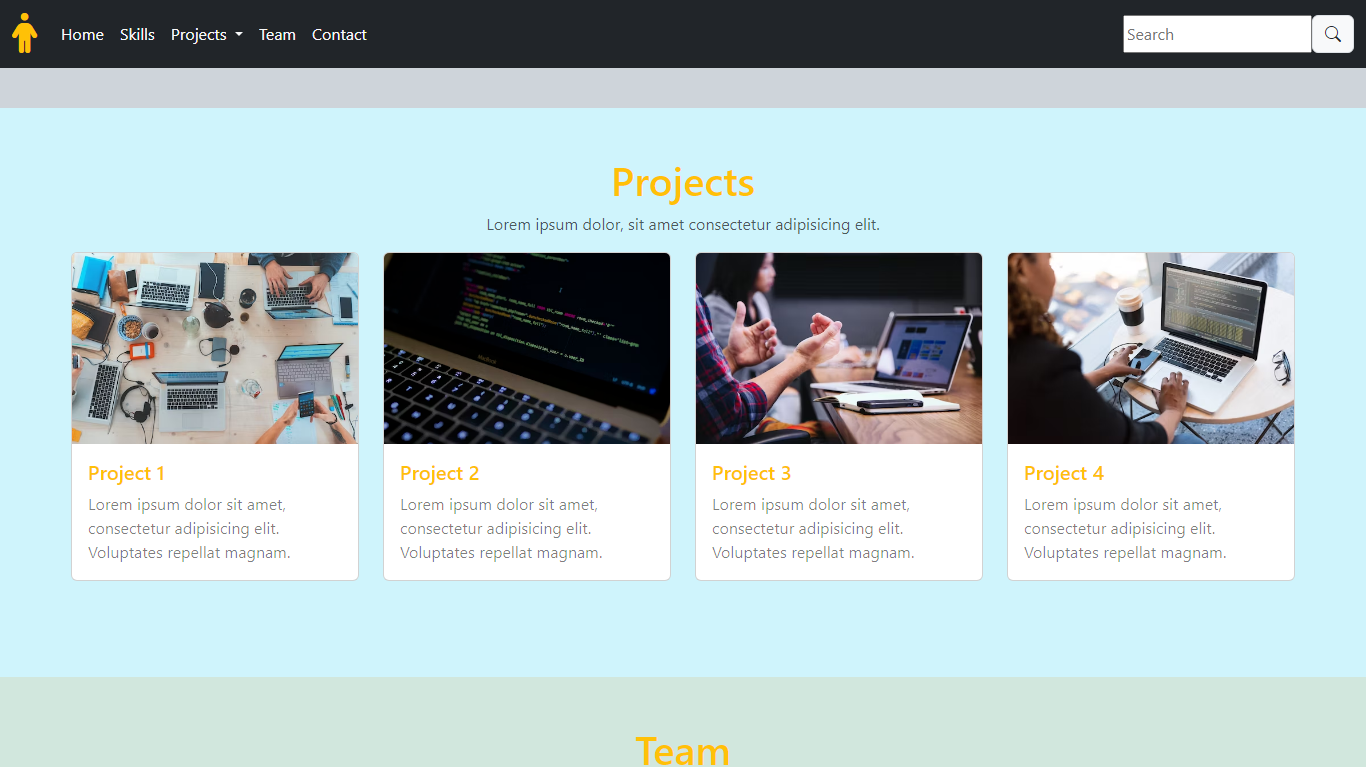 Home Skills Projects Team Contact Search
Projects
Lorem ipsum dolor, sit amet consectetur adipisicing elit.
Project 1
Lorem ipsum dolor sit amet,
consectetur adipisicing elit.
Voluptates repellat magnam.
Project 2
Lorem ipsum dolor sit amet,
consectetur adipisicing elit.
Voluptates repellat magnam.
Project 3
Lorem ipsum dolor sit amet,
consectetur adipisicing elit.
Voluptates repellat magnam.
Project 4
Lorem ipsum dolor sit amet,
consectetur adipisicing elit.
Voluptates repellat magnam.
Team